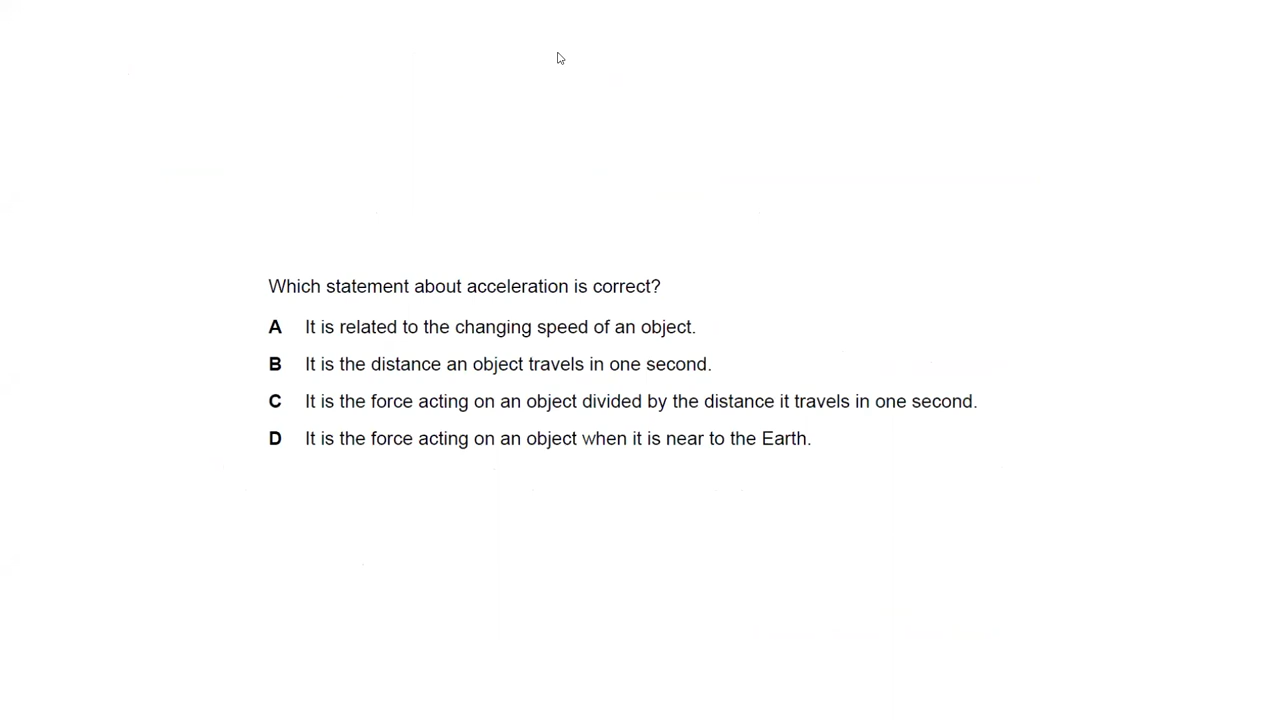 Which statement about acceleration is correct?
A It is related to the changing speed of an object.
B It is the distance an object travels in one second.
C It is the force acting on an object divided by the distance it travels in one second.
D It is the force acting on an object when it is near to the Earth.